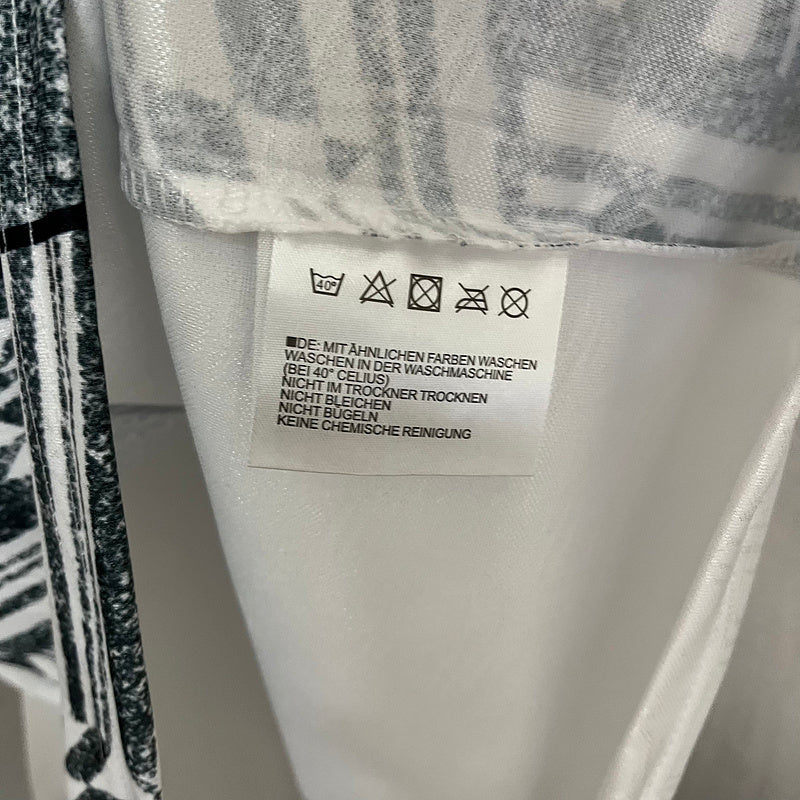 40°
DE: MIT ÄHNLICHEN FARBEN WASCHEN
WASCHEN IN DER WASCHMASCHINE
(BEI 40° CELIUS)
NICHT IM TROCKNER TROCKNEN
NICHT BLEICHEN
NICHT BÜGELN
KEINE CHEMISCHE REINIGUNG